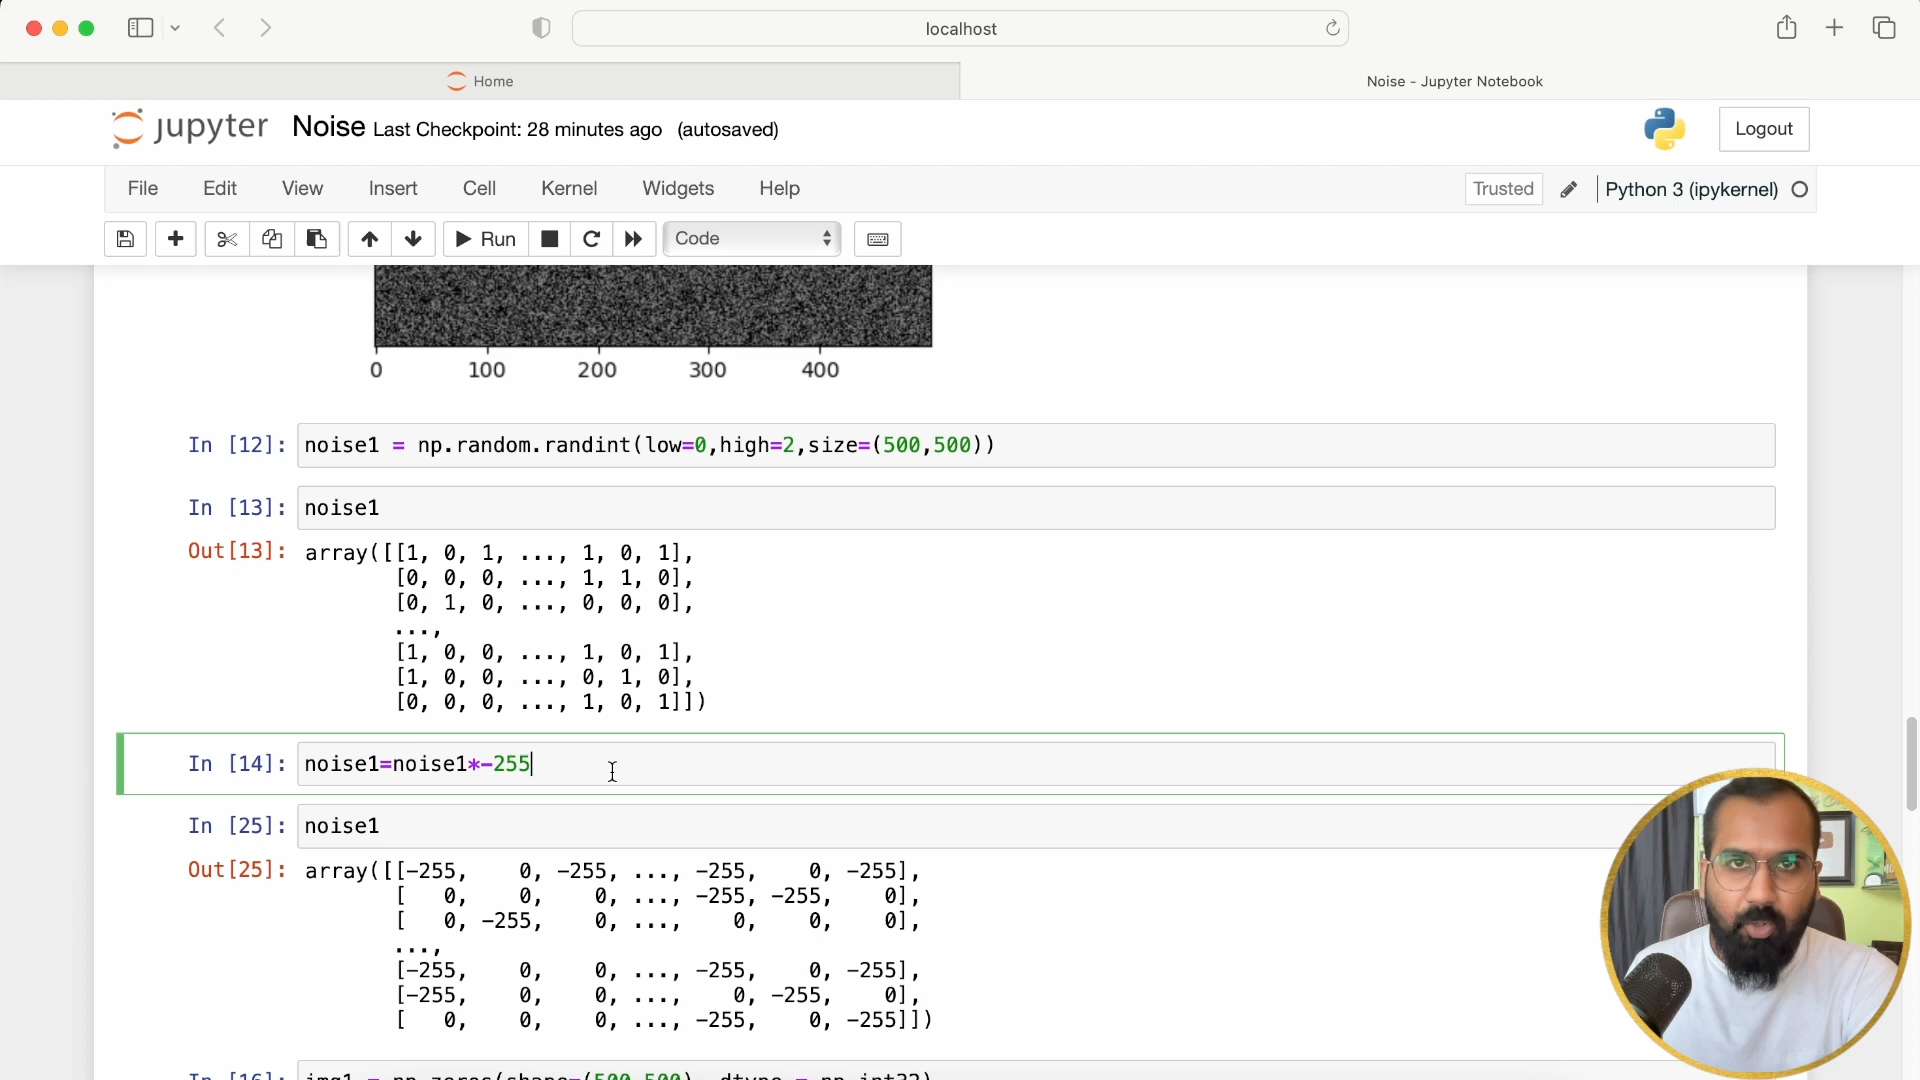 localhost
Home
Noise - Jupyter Notebook
jupyter Noise Last Checkpoint: 28 minutes ago (autosaved)
Logout
File Edit View Insert Cell Kernel Widgets Help
Trusted Python 3 (ipykernel)
Run Code
0 100 200 300 400
In [12]: noise1 = np.random.randint(low=0,high=2,size=(500,500))
In [13]: noise1
Out[13]: array([[1, 0, 1, ..., 1, 0, 1],
[0, 0, 0, ..., 1, 1, 0],
[0, 1, 0, ..., 0, 0, 0],
...,
[1, 0, 0, ..., 1, 0, 1],
[1, 0, 0, ..., 0, 1, 0],
[0, 0, 0, ..., 1, 0, 1]])
In [14]: noise1=noise1*-255
In [25]: noise1
Out[25]: array([[-255, 0, -255, ..., -255, 0, -255],
[ 0, 0, 0, ..., -255, -255, 0],
[ 0, -255, 0, ..., 0, 0, 0],
...,
[-255, 0, 0, ..., -255, 0, -255],
[-255, 0, 0, ..., 0, -255, 0],
[ 0, 0, 0, ..., -255, 0, -255]])
In [16]: img1 = np.zeros(shape=(500,500), dtype = np.int32)